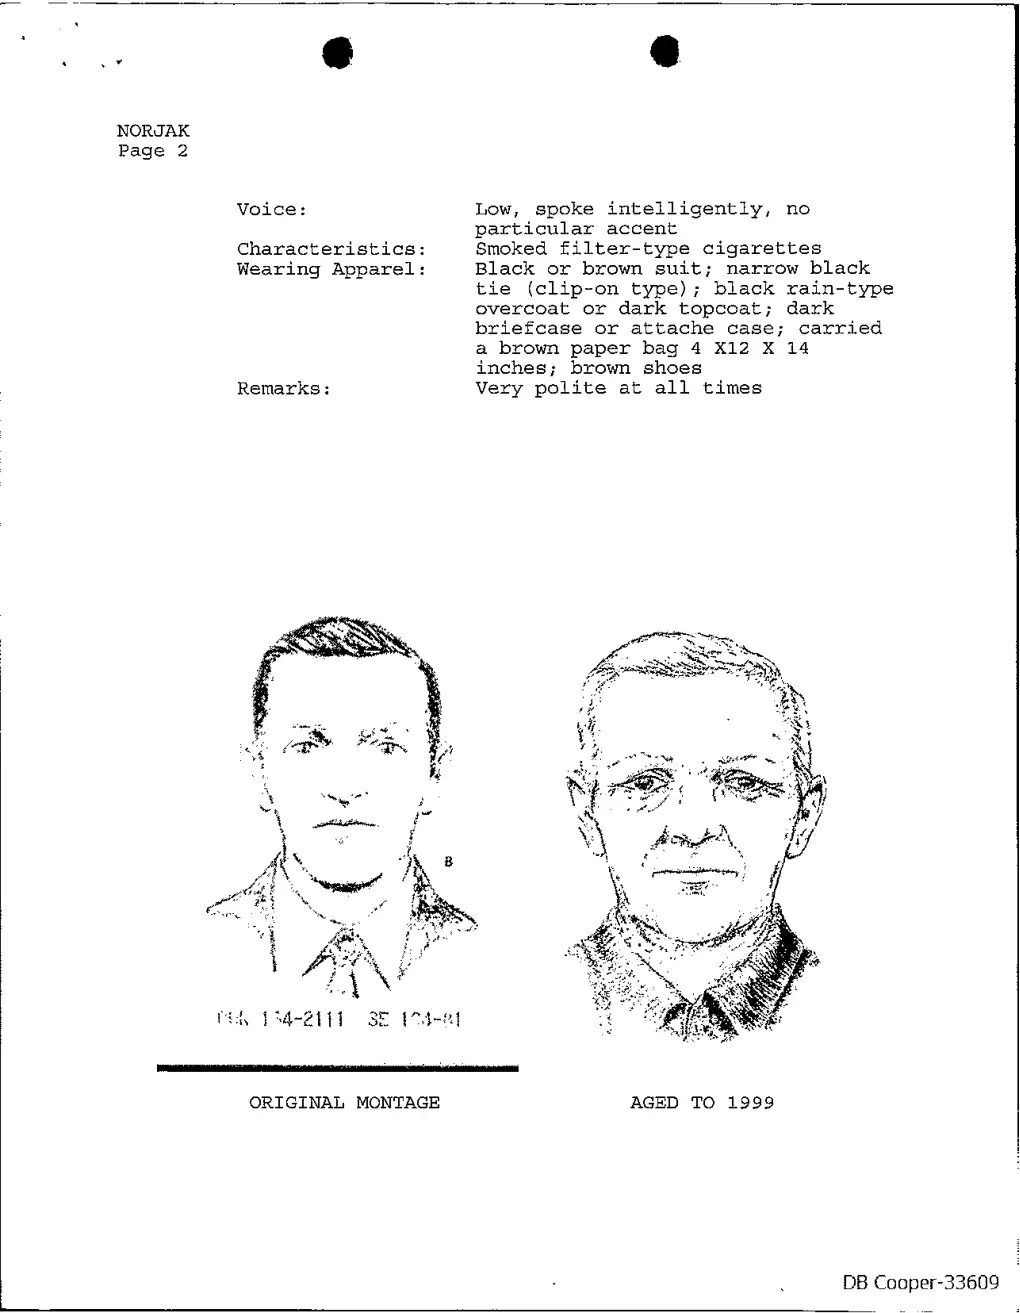 NORJAK
Page 2
Voice: Low, spoke intelligently, no
particular accent
Characteristics: Smoked filter-type cigarettes
Wearing Apparel: Black or brown suit; narrow black
tie (clip-on type); black rain-type
overcoat or dark topcoat; dark
briefcase or attache case; carried
a brown paper bag 4 X12 X 14
inches; brown shoes
Remarks: Very polite at all times
B
4-2111 SE
ORIGINAL MONTAGE AGED TO 1999
DB Cooper-33609